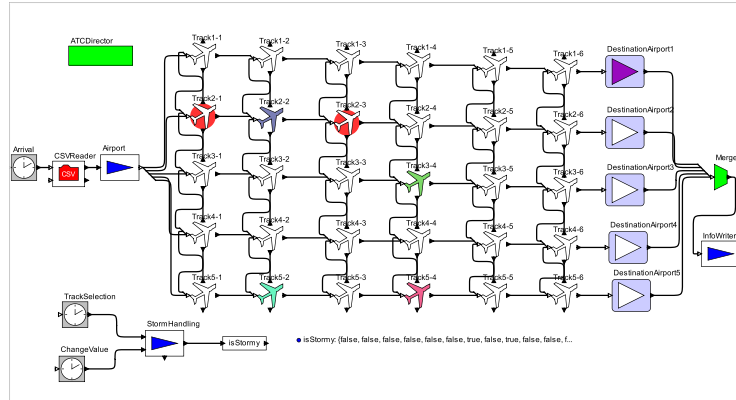 ATCDirector
Track1-1
Track1-2
Track1-3
Track1-4
Track1-5
Track1-6
DestinationAirport1
Track2-1
Track2-2
Track2-3
Track2-4
Track2-5
Track2-6
DestinationAirport2
Arrival
CSVReader
CSV
Airport
Track3-1
Track3-2
Track3-3
Track3-4
Track3-5
Track3-6
DestinationAirport3
Merge
Track4-1
Track4-2
Track4-3
Track4-4
Track4-5
Track4-6
DestinationAirport4
InfoWriter
Track5-1
Track5-2
Track5-3
Track5-4
Track5-5
Track5-6
DestinationAirport5
TrackSelection
StormHandling
isStormy
isStormy: {false, false, false, false, false, false, true, false, true, false, false, f...
ChangeValue